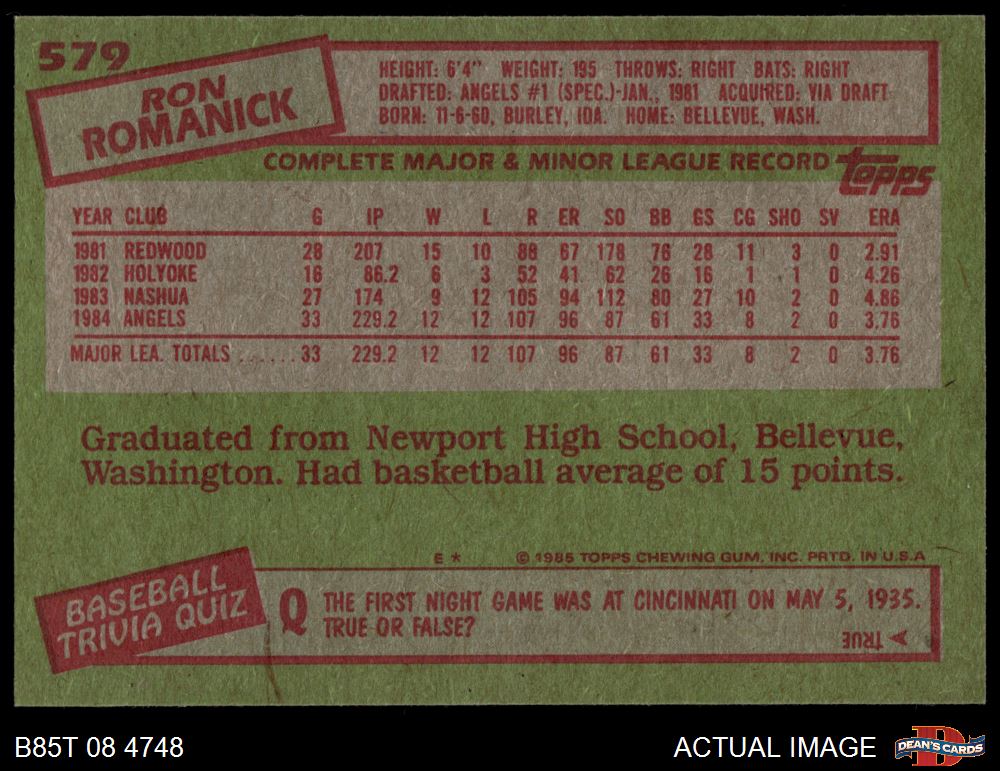 579
RON
ROMANICK
HEIGHT: 6'4" WEIGHT: 195 THROWS: RIGHT BATS: RIGHT
DRAFTED: ANGELS #1 (SPEC.)-JAN., 1981 ACQUIRED: VIA DRAFT
BORN: 11-6-60, BURLEY, IDA. HOME: BELLEVUE, WASH.
COMPLETE MAJOR & MINOR LEAGUE RECORD
topps
YEAR CLUB G IP W L R ER SO BB GS CG SHO SV ERA
1981 REDWOOD 28 207 15 10 88 67 178 76 28 11 3 0 2.91
1982 HOLYOKE 16 86.2 6 3 52 41 62 26 16 1 1 0 4.26
1983 NASHUA 27 174 9 12 105 94 112 80 27 10 2 0 4.86
1984 ANGELS 33 229.2 12 12 107 96 87 61 33 8 2 0 3.76
MAJOR LEA. TOTALS ...... 33 229.2 12 12 107 96 87 61 33 8 2 0 3.76
Graduated from Newport High School, Bellevue,
Washington. Had basketball average of 15 points.
E * © 1985 TOPPS CHEWING GUM, INC. PRTD. IN U.S.A
BASEBALL
TRIVIA QUIZ
Q THE FIRST NIGHT GAME WAS AT CINCINNATI ON MAY 5, 1935.
TRUE OR FALSE?
A TRUE
B85T 08 4748
ACTUAL IMAGE
D
DEAN'S CARDS